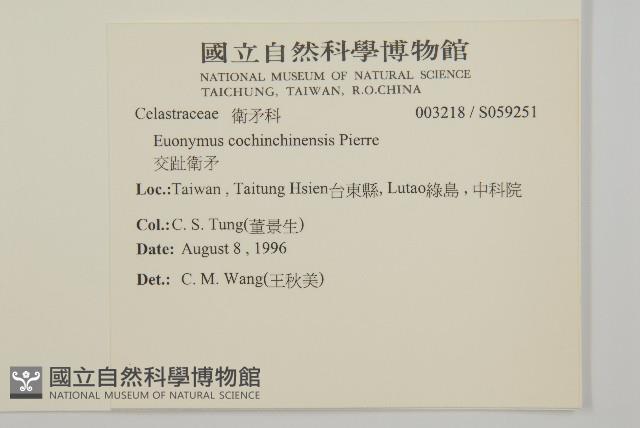 國立自然科學博物館
NATIONAL MUSEUM OF NATURAL SCIENCE
TAICHUNG, TAIWAN, R.O.CHINA
Celastraceae 衛矛科 003218 / S059251
Euonymus cochinchinensis Pierre
交趾衛矛
Loc.:Taiwan , Taitung Hsien台東縣, Lutao綠島 , 中科院
Col.:C. S. Tung(董景生)
Date: August 8 , 1996
Det.: C. M. Wang(王秋美)
國立自然科學博物館
NATIONAL MUSEUM OF NATURAL SCIENCE